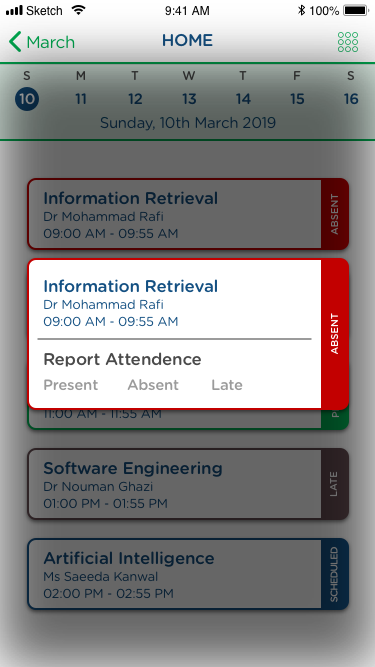 Sketch 9:41 AM 100%
March HOME
S M T W T F S
10 11 12 13 14 15 16
Sunday, 10th March 2019
Information Retrieval
Dr Mohammad Rafi
09:00 AM - 09:55 AM
ABSENT
Information Retrieval
Dr Mohammad Rafi
09:00 AM - 09:55 AM
ABSENT
Report Attendence
Present Absent Late
11:00 AM - 11:55 AM
Software Engineering
Dr Nouman Ghazi
01:00 PM - 01:55 PM
LATE
Artificial Intelligence
Ms Saeeda Kanwal
02:00 PM - 02:55 PM
SCHEDULED